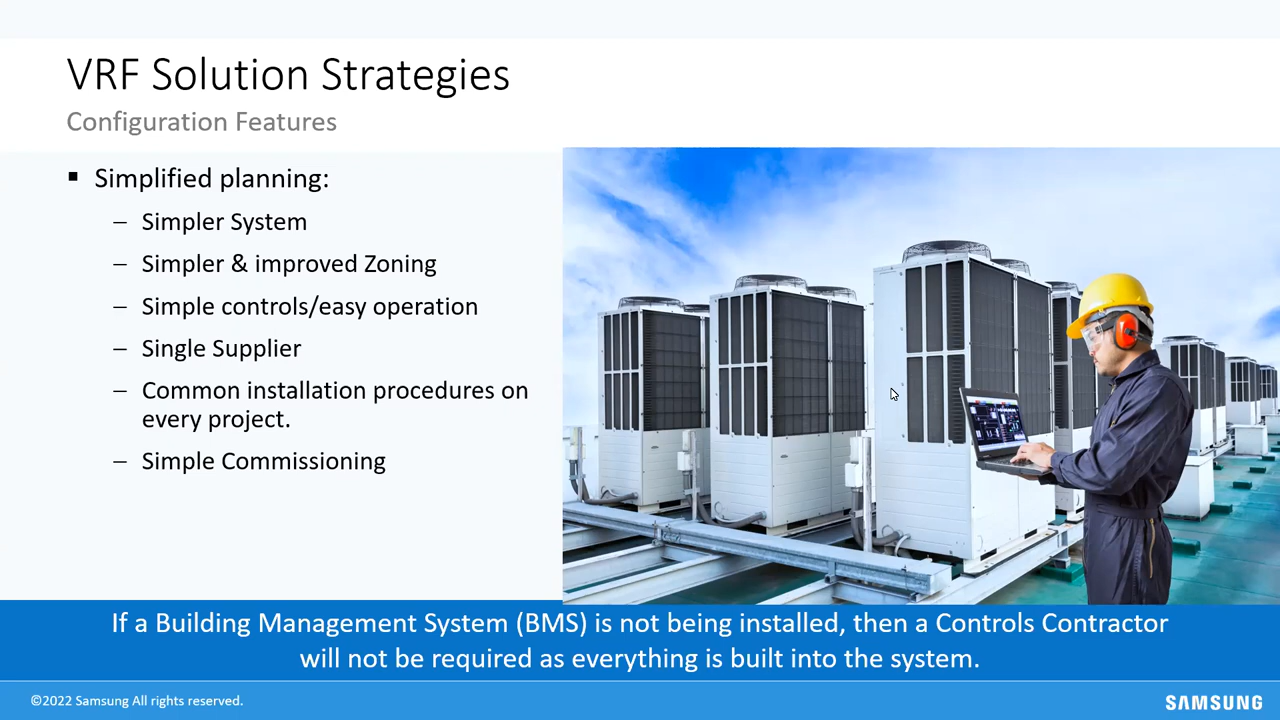 VRF Solution Strategies
Configuration Features
▪ Simplified planning:
– Simpler System
– Simpler & improved Zoning
– Simple controls/easy operation
– Single Supplier
– Common installation procedures on
every project.
– Simple Commissioning
If a Building Management System (BMS) is not being installed, then a Controls Contractor
will not be required as everything is built into the system.
©2022 Samsung All rights reserved.
SAMSUNG